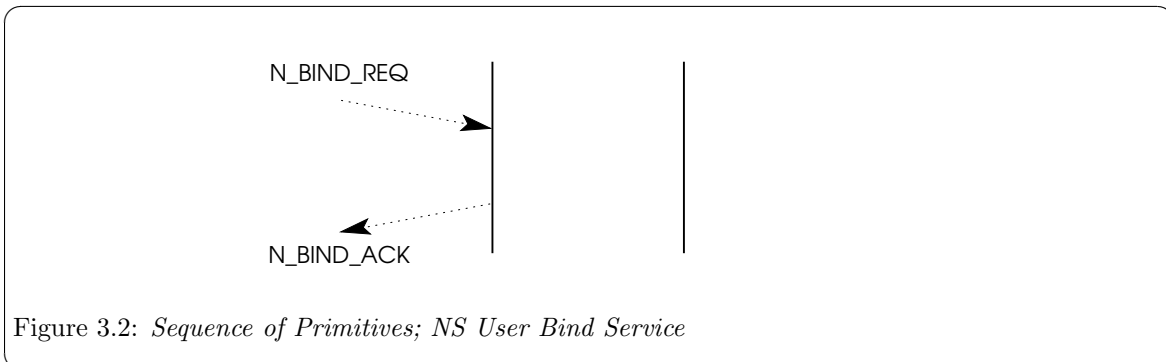 N_BIND_REQ
N_BIND_ACK
Figure 3.2: Sequence of Primitives; NS User Bind Service